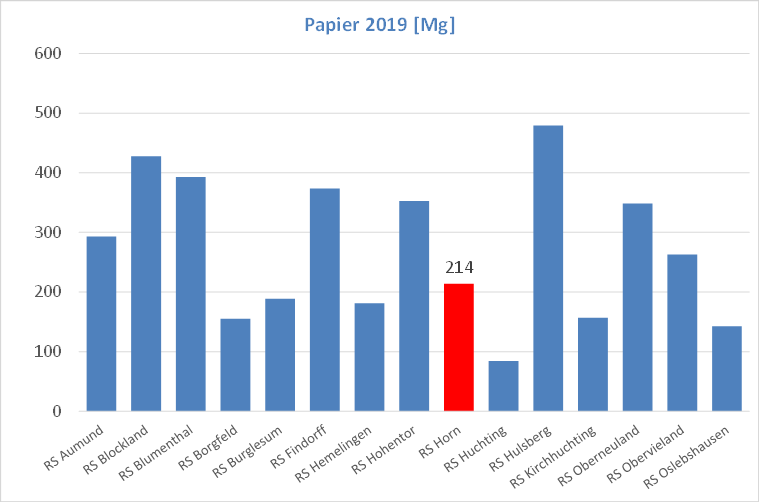 Papier 2019 [Mg]
600
500
400
300
200
100
0
214
RS Aumund
RS Blockland
RS Blumenthal
RS Borgfeld
RS Burglesum
RS Findorff
RS Hemelingen
RS Hohentor
RS Horn
RS Huchting
RS Hulsberg
RS Kirchhuchting
RS Oberneuland
RS Obervieland
RS Oslebshausen